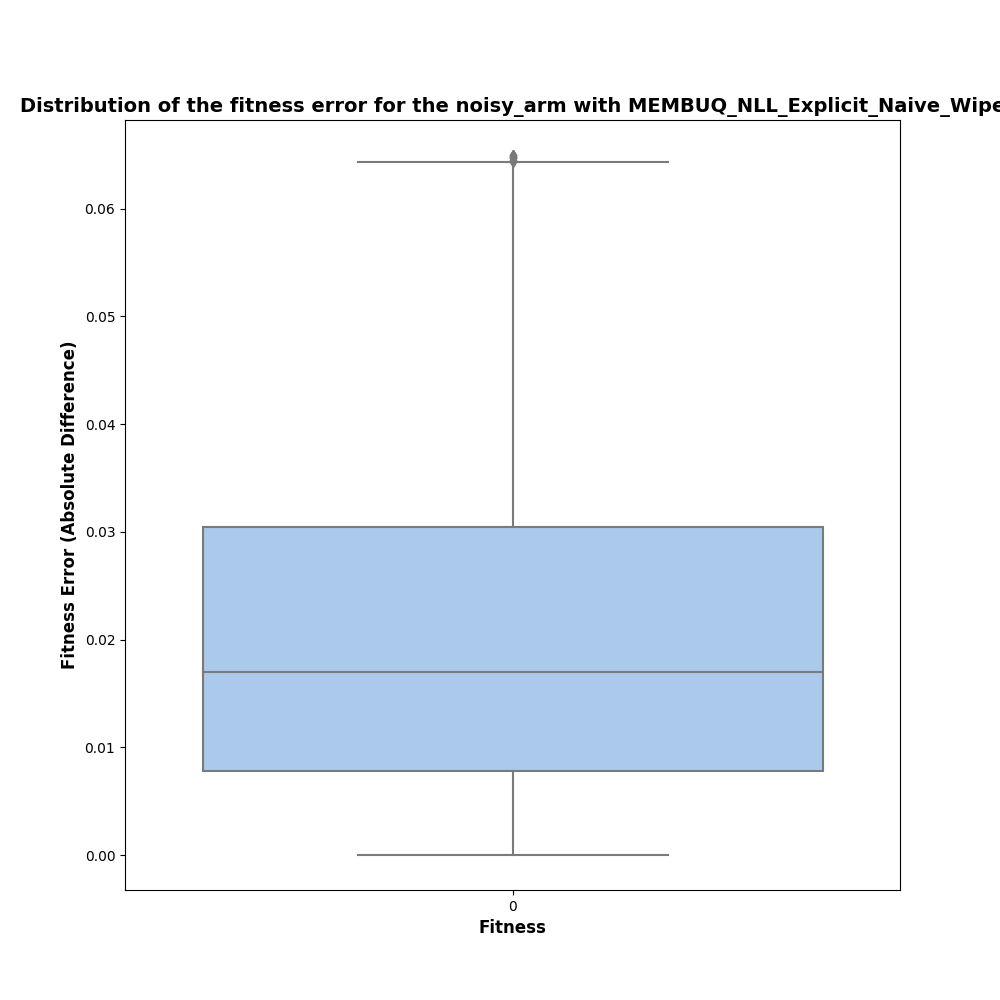 Distribution of the fitness error for the noisy_arm with MEMBUQ_NLL_Explicit_Naive_Wipe
0.06
0.05
0.04
0.03
0.02
0.01
0.00
Fitness Error (Absolute Difference)
0
Fitness